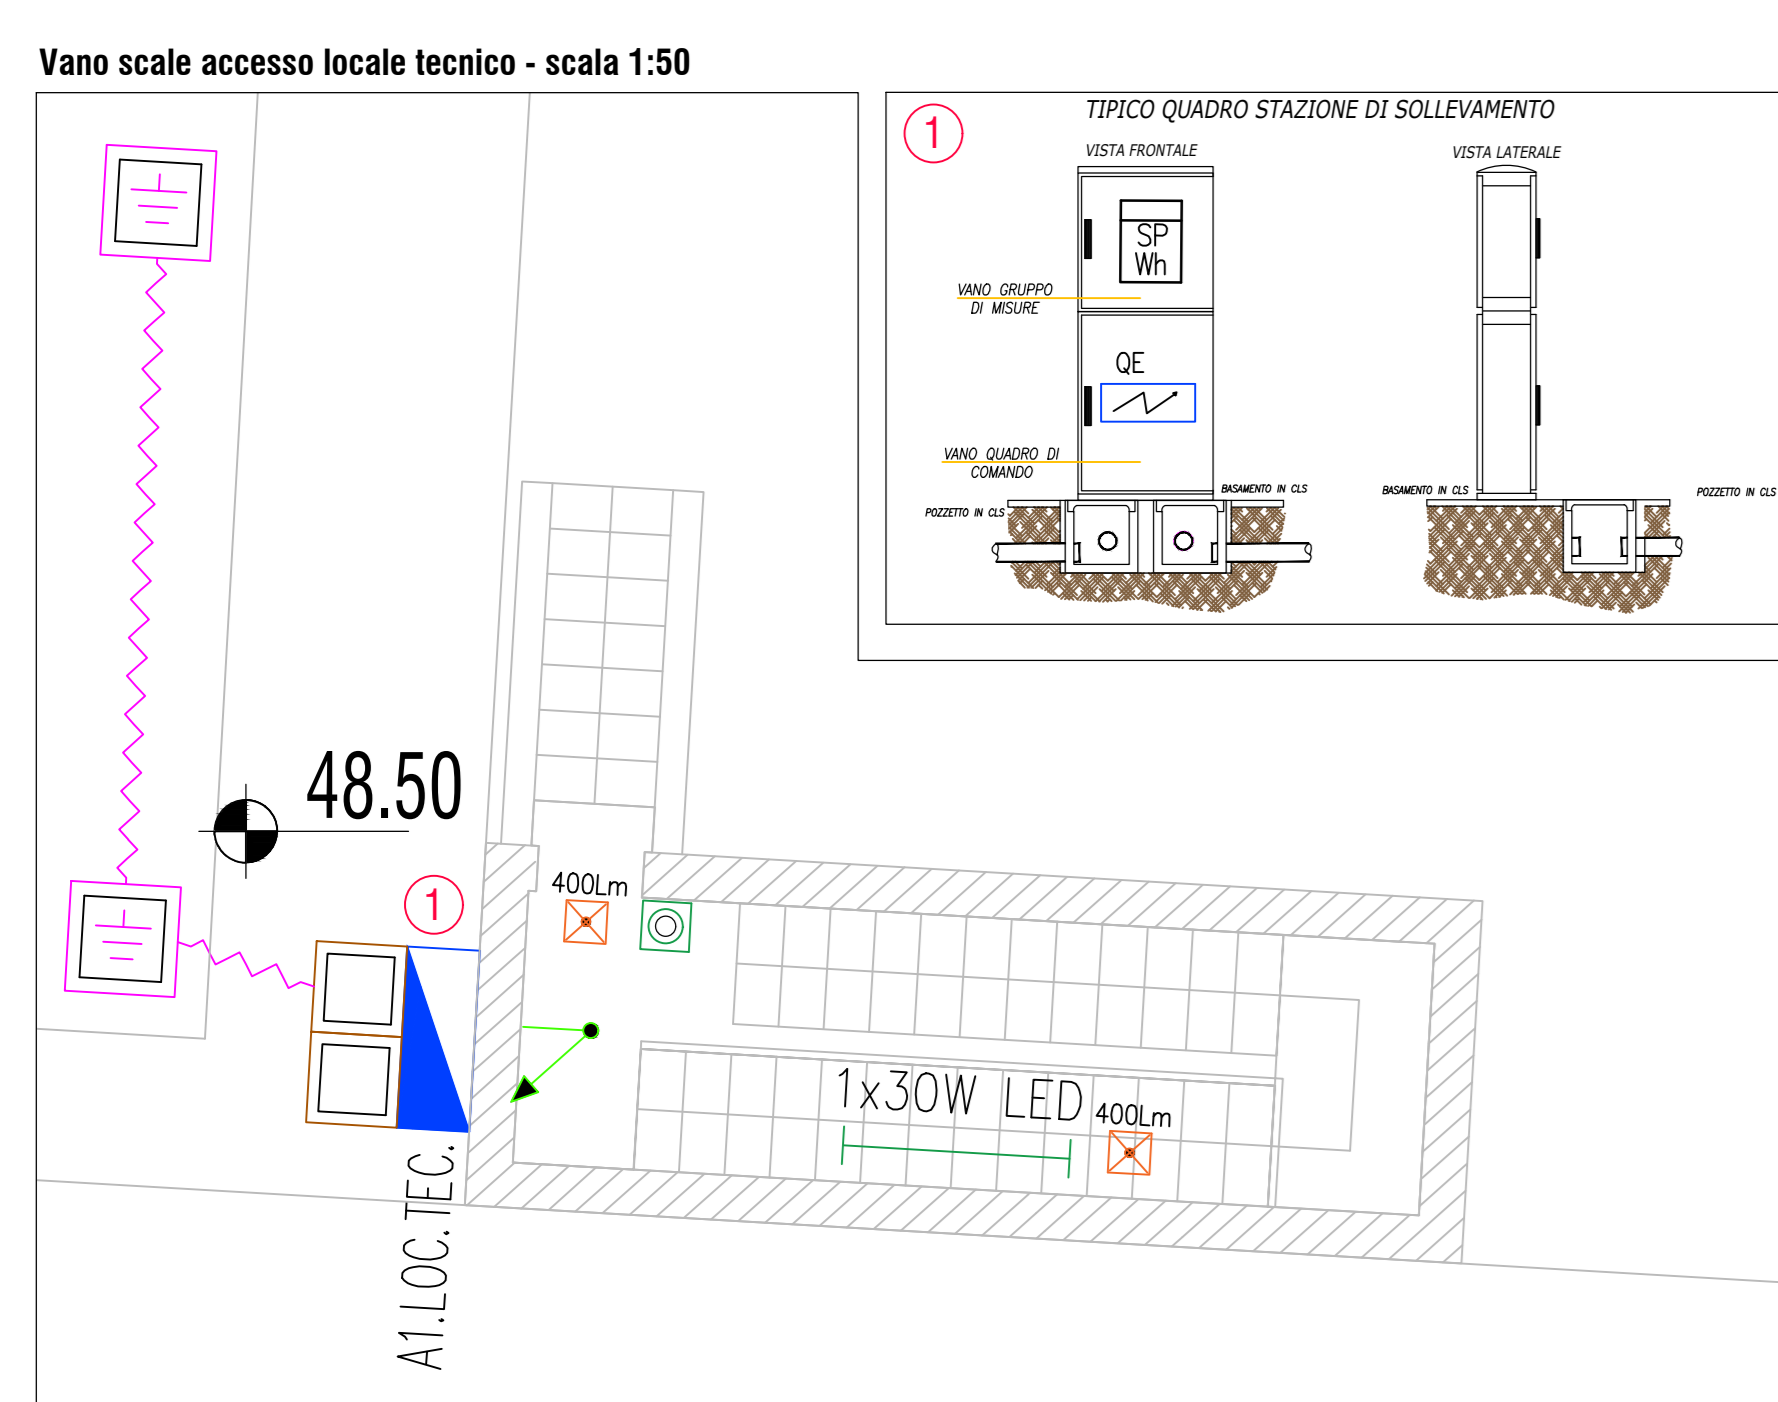 Vano scale accesso locale tecnico - scala 1:50
1
TIPICO QUADRO STAZIONE DI SOLLEVAMENTO
VISTA FRONTALE
VISTA LATERALE
SP
Wh
VANO GRUPPO
DI MISURE
QE
VANO QUADRO DI
COMANDO
BASAMENTO IN CLS
POZZETTO IN CLS
BASAMENTO IN CLS
POZZETTO IN CLS
48.50
1
400Lm
1x30W LED
400Lm
A1.LOC.TEC.